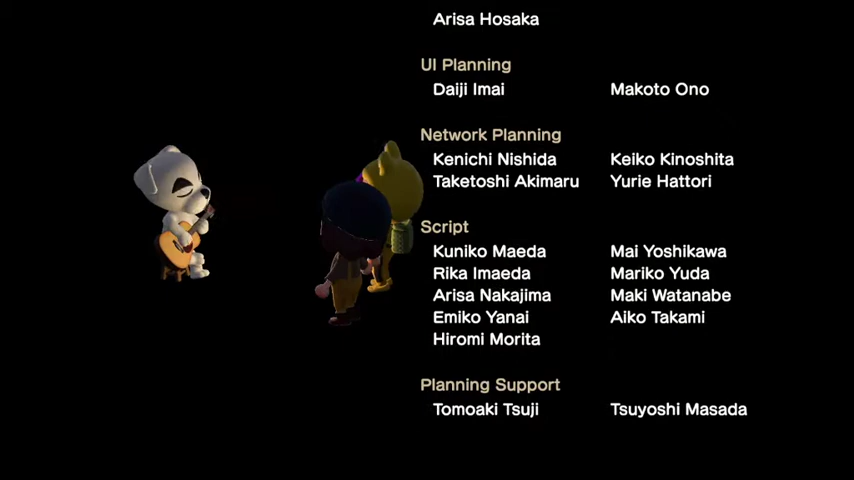 Arisa Hosaka
UI Planning
Daiji Imai Makoto Ono
Network Planning
Kenichi Nishida Keiko Kinoshita
Taketoshi Akimaru Yurie Hattori
Script
Kuniko Maeda Mai Yoshikawa
Rika Imaeda Mariko Yuda
Arisa Nakajima Maki Watanabe
Emiko Yanai Aiko Takami
Hiromi Morita
Planning Support
Tomoaki Tsuji Tsuyoshi Masada